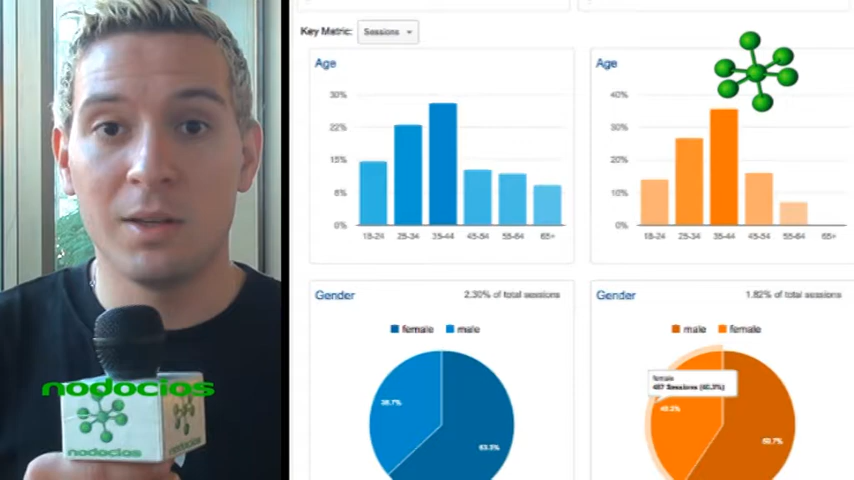 Key Metric:
Sessions
Age
30%
22%
15%
0%
18-24
25-34
35-44
45-54
55-64
65+
Age
40%
30%
20%
10%
0%
18-24
25-34
35-44
45-54
55-64
65+
Gender
2.30% of total sessions
female
male
Gender
1.82% of total sessions
male
female
nodocios
nodocios
female